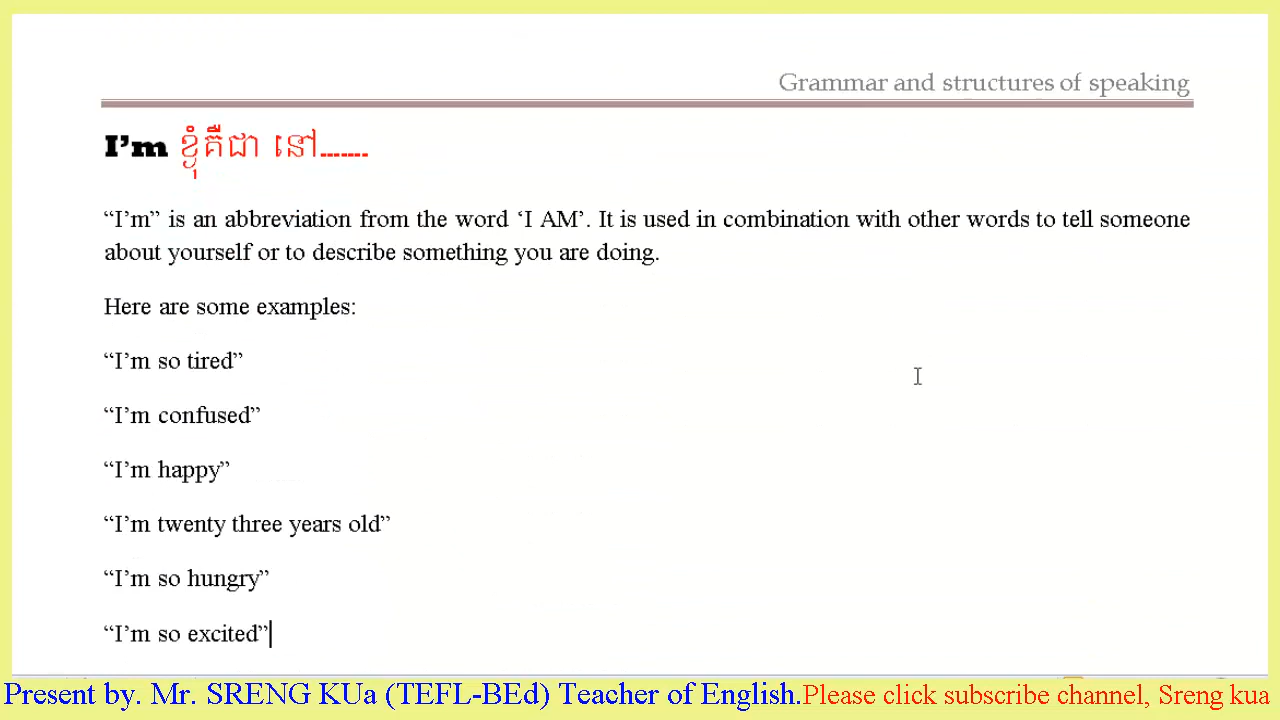 Grammar and structures of speaking
I’m ខ្ញុំគឺជា នៅ.......
“I’m” is an abbreviation from the word ‘I AM’. It is used in combination with other words to tell someone
about yourself or to describe something you are doing.
Here are some examples:
“I’m so tired”
“I’m confused”
“I’m happy”
“I’m twenty three years old”
“I’m so hungry”
“I’m so excited”
Present by. Mr. SRENG KUa (TEFL-BEd) Teacher of English.Please click subscribe channel, Sreng kua